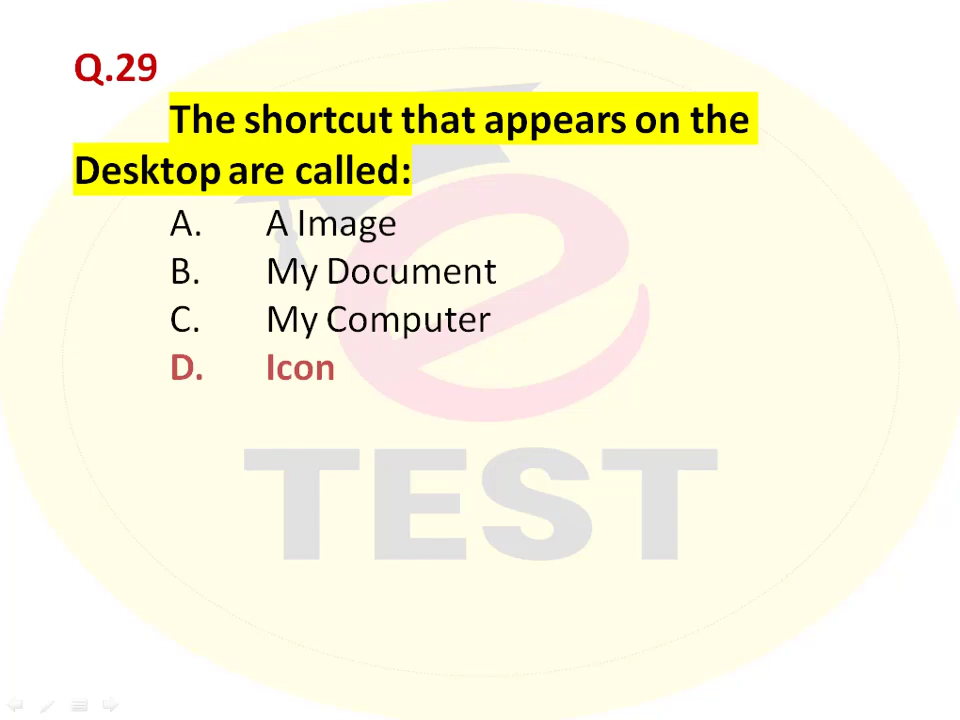 Q.29
The shortcut that appears on the
Desktop are called:
A. A Image
B. My Document
C. My Computer
D. Icon
e
TEST